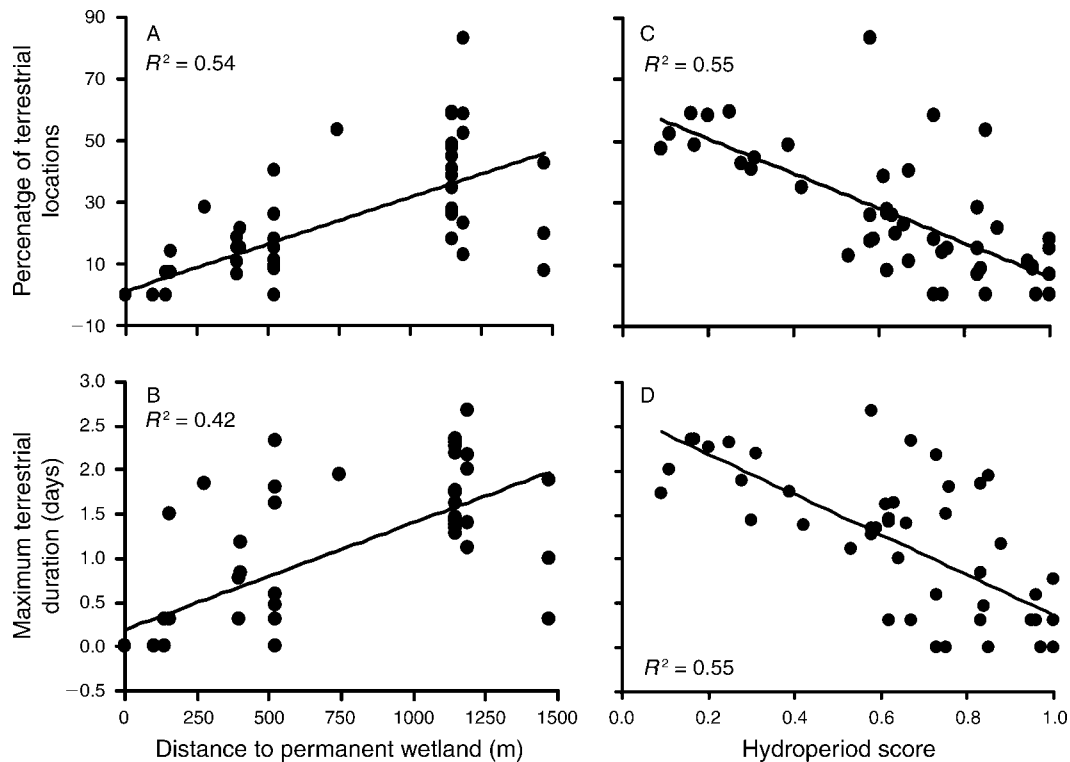 Percenatge of terrestrial
locations
90
70
50
30
10
−10
A
R² = 0.54
C
R² = 0.55
Maximum terrestrial
duration (days)
3.0
2.5
2.0
1.5
1.0
0.5
0.0
−0.5
B
R² = 0.42
D
R² = 0.55
0 250 500 750 1000 1250 1500
Distance to permanent wetland (m)
0.0 0.2 0.4 0.6 0.8 1.0
Hydroperiod score